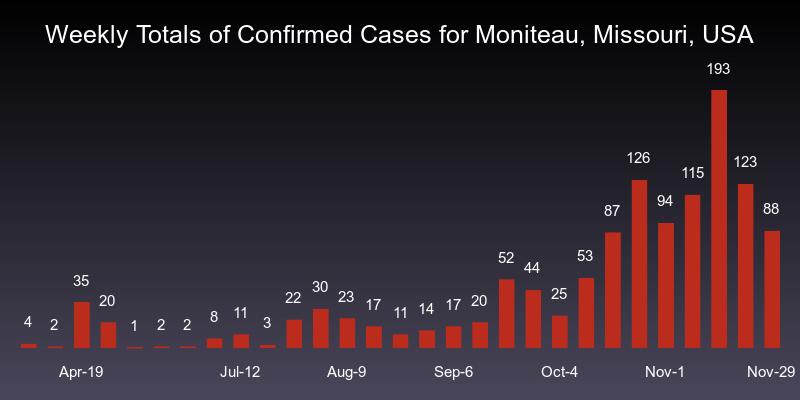 Weekly Totals of Confirmed Cases for Moniteau, Missouri, USA
4 2 35 20 1 2 2 8 11 3 22 30 23 17 11 14 17 20 52 44 25 53 87 126 94 115 193 123 88
Apr-19 Jul-12 Aug-9 Sep-6 Oct-4 Nov-1 Nov-29